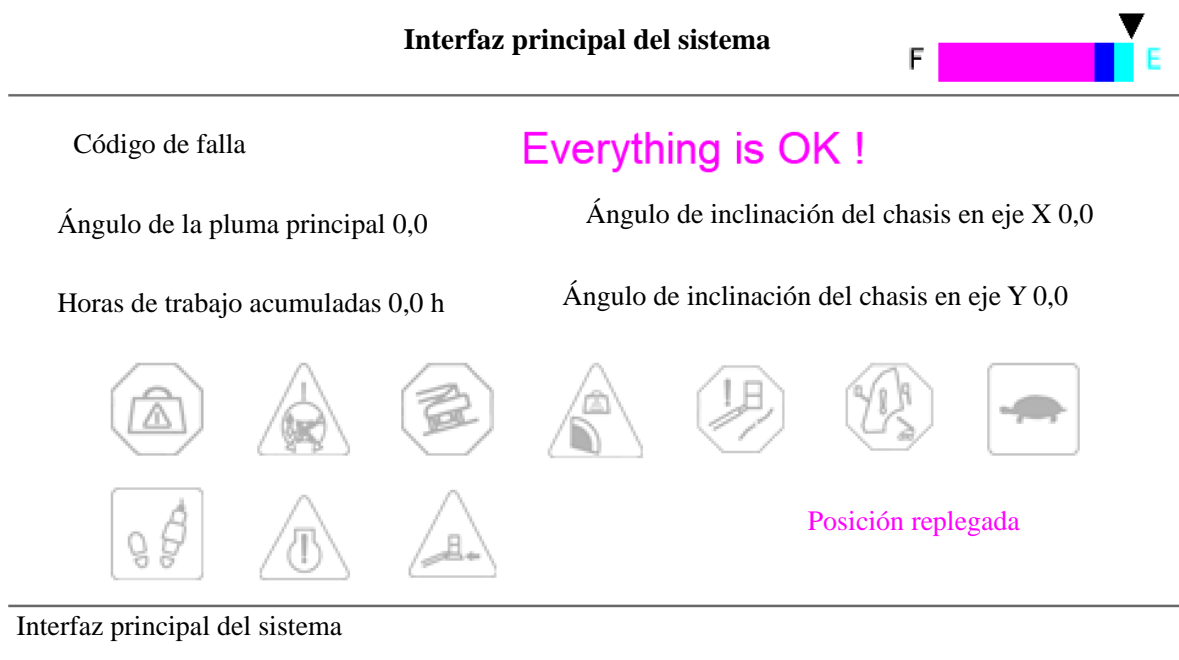 Interfaz principal del sistema
F E
Código de falla
Everything is OK !
Ángulo de la pluma principal 0,0
Ángulo de inclinación del chasis en eje X 0,0
Horas de trabajo acumuladas 0,0 h
Ángulo de inclinación del chasis en eje Y 0,0
Posición replegada
Interfaz principal del sistema